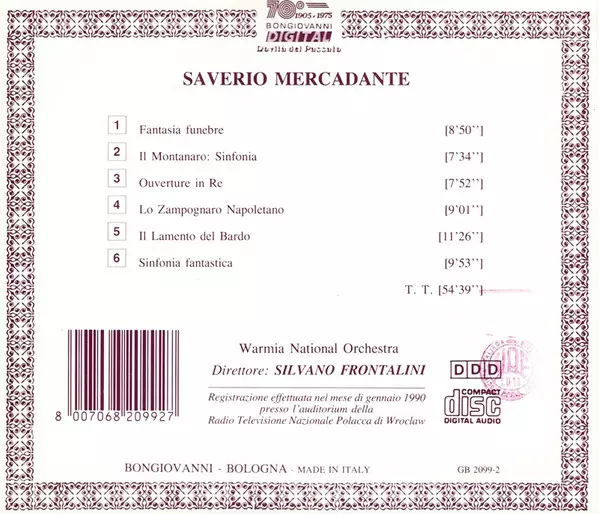 70°
1905-1975
BONGIOVANNI
DIGITAL
SAVERIO MERCADANTE
1 Fantasia funebre [8'50'']
2 Il Montanaro: Sinfonia [7'34'']
3 Ouverture in Re [7'52'']
4 Lo Zampognaro Napoletano [9'01'']
5 Il Lamento del Bardo [11'26'']
6 Sinfonia fantastica [9'53'']
T. T. [54'39'']
Warmia National Orchestra
Direttore: SILVANO FRONTALINI
Registrazione effettuata nel mese di gennaio 1990
presso l'auditorium della
Radio Televisione Nazionale Polacca di Wroclaw
DDD
COMPACT
disc
DIGITAL AUDIO
8 007068 209927
BONGIOVANNI - BOLOGNA - MADE IN ITALY GB 2099-2